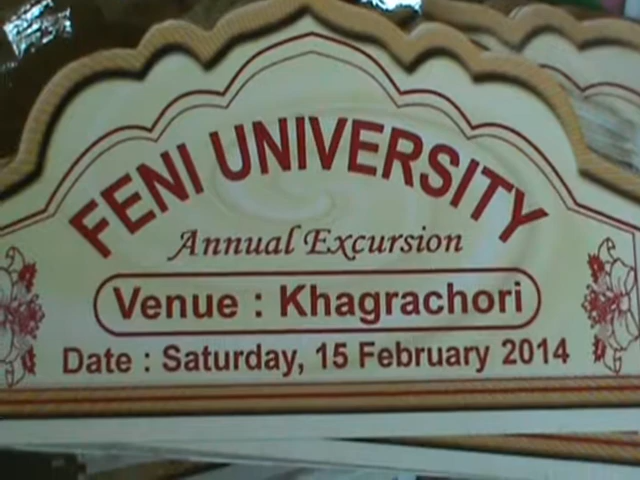 FENI UNIVERSITY
Annual Excursion
Venue : Khagrachori
Date : Saturday, 15 February 2014